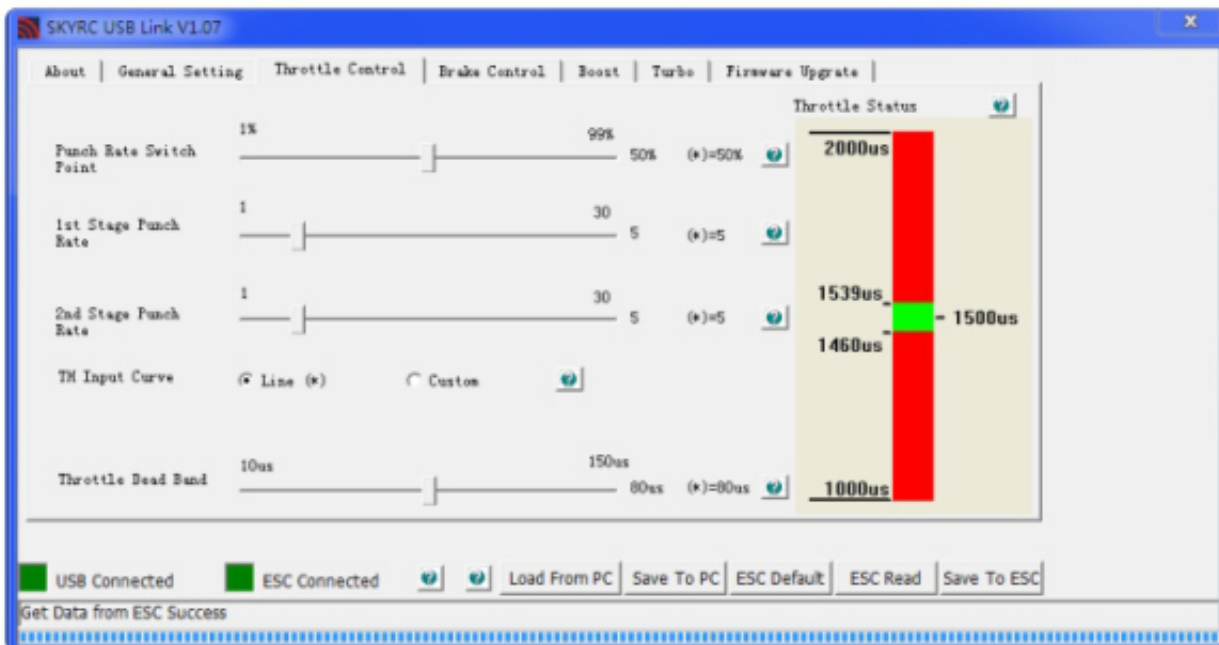 SKYRC USB Link V1.07
About | General Setting | Throttle Control | Brake Control | Boost | Turbo | Firmware Upgrate |
Throttle Status
1% 99%
Punch Rate Switch Point 50% (*)=50%
1 30
1st Stage Punch Rate 5 (*)=5
1 30
2nd Stage Punch Rate 5 (*)=5
TH Input Curve Line (*) Custom
10us 150us
Throttle Dead Band 80us (*)=80us
2000us
1539us
1500us
1460us
1000us
USB Connected ESC Connected Load From PC Save To PC ESC Default ESC Read Save To ESC
Get Data from ESC Success